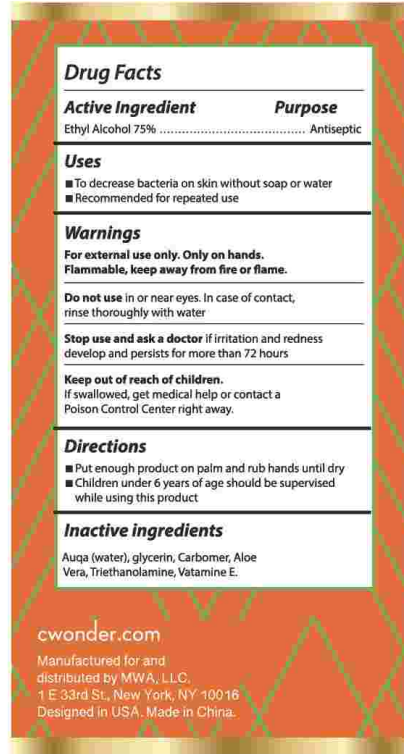 Drug Facts
Active Ingredient Purpose
Ethyl Alcohol 75% ........................................ Antiseptic
Uses
■ To decrease bacteria on skin without soap or water
■ Recommended for repeated use
Warnings
For external use only. Only on hands.
Flammable, keep away from fire or flame.
Do not use in or near eyes. In case of contact,
rinse thoroughly with water
Stop use and ask a doctor if irritation and redness
develop and persists for more than 72 hours
Keep out of reach of children.
If swallowed, get medical help or contact a
Poison Control Center right away.
Directions
■ Put enough product on palm and rub hands until dry
■ Children under 6 years of age should be supervised
while using this product
Inactive ingredients
Auqa (water), glycerin, Carbomer, Aloe
Vera, Triethanolamine, Vatamine E.
cwonder.com
Manufactured for and
distributed by MWA, LLC.
1 E 33rd St., New York, NY 10016
Designed in USA. Made in China.